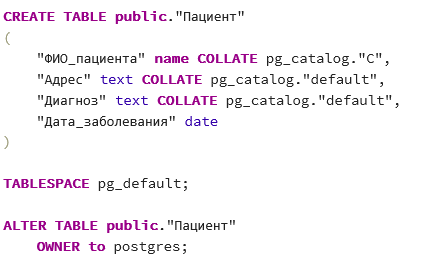 CREATE TABLE public."Пациент"
(
    "ФИО_пациента" name COLLATE pg_catalog."C",
    "Адрес" text COLLATE pg_catalog."default",
    "Диагноз" text COLLATE pg_catalog."default",
    "Дата_заболевания" date
)

TABLESPACE pg_default;

ALTER TABLE public."Пациент"
    OWNER to postgres;